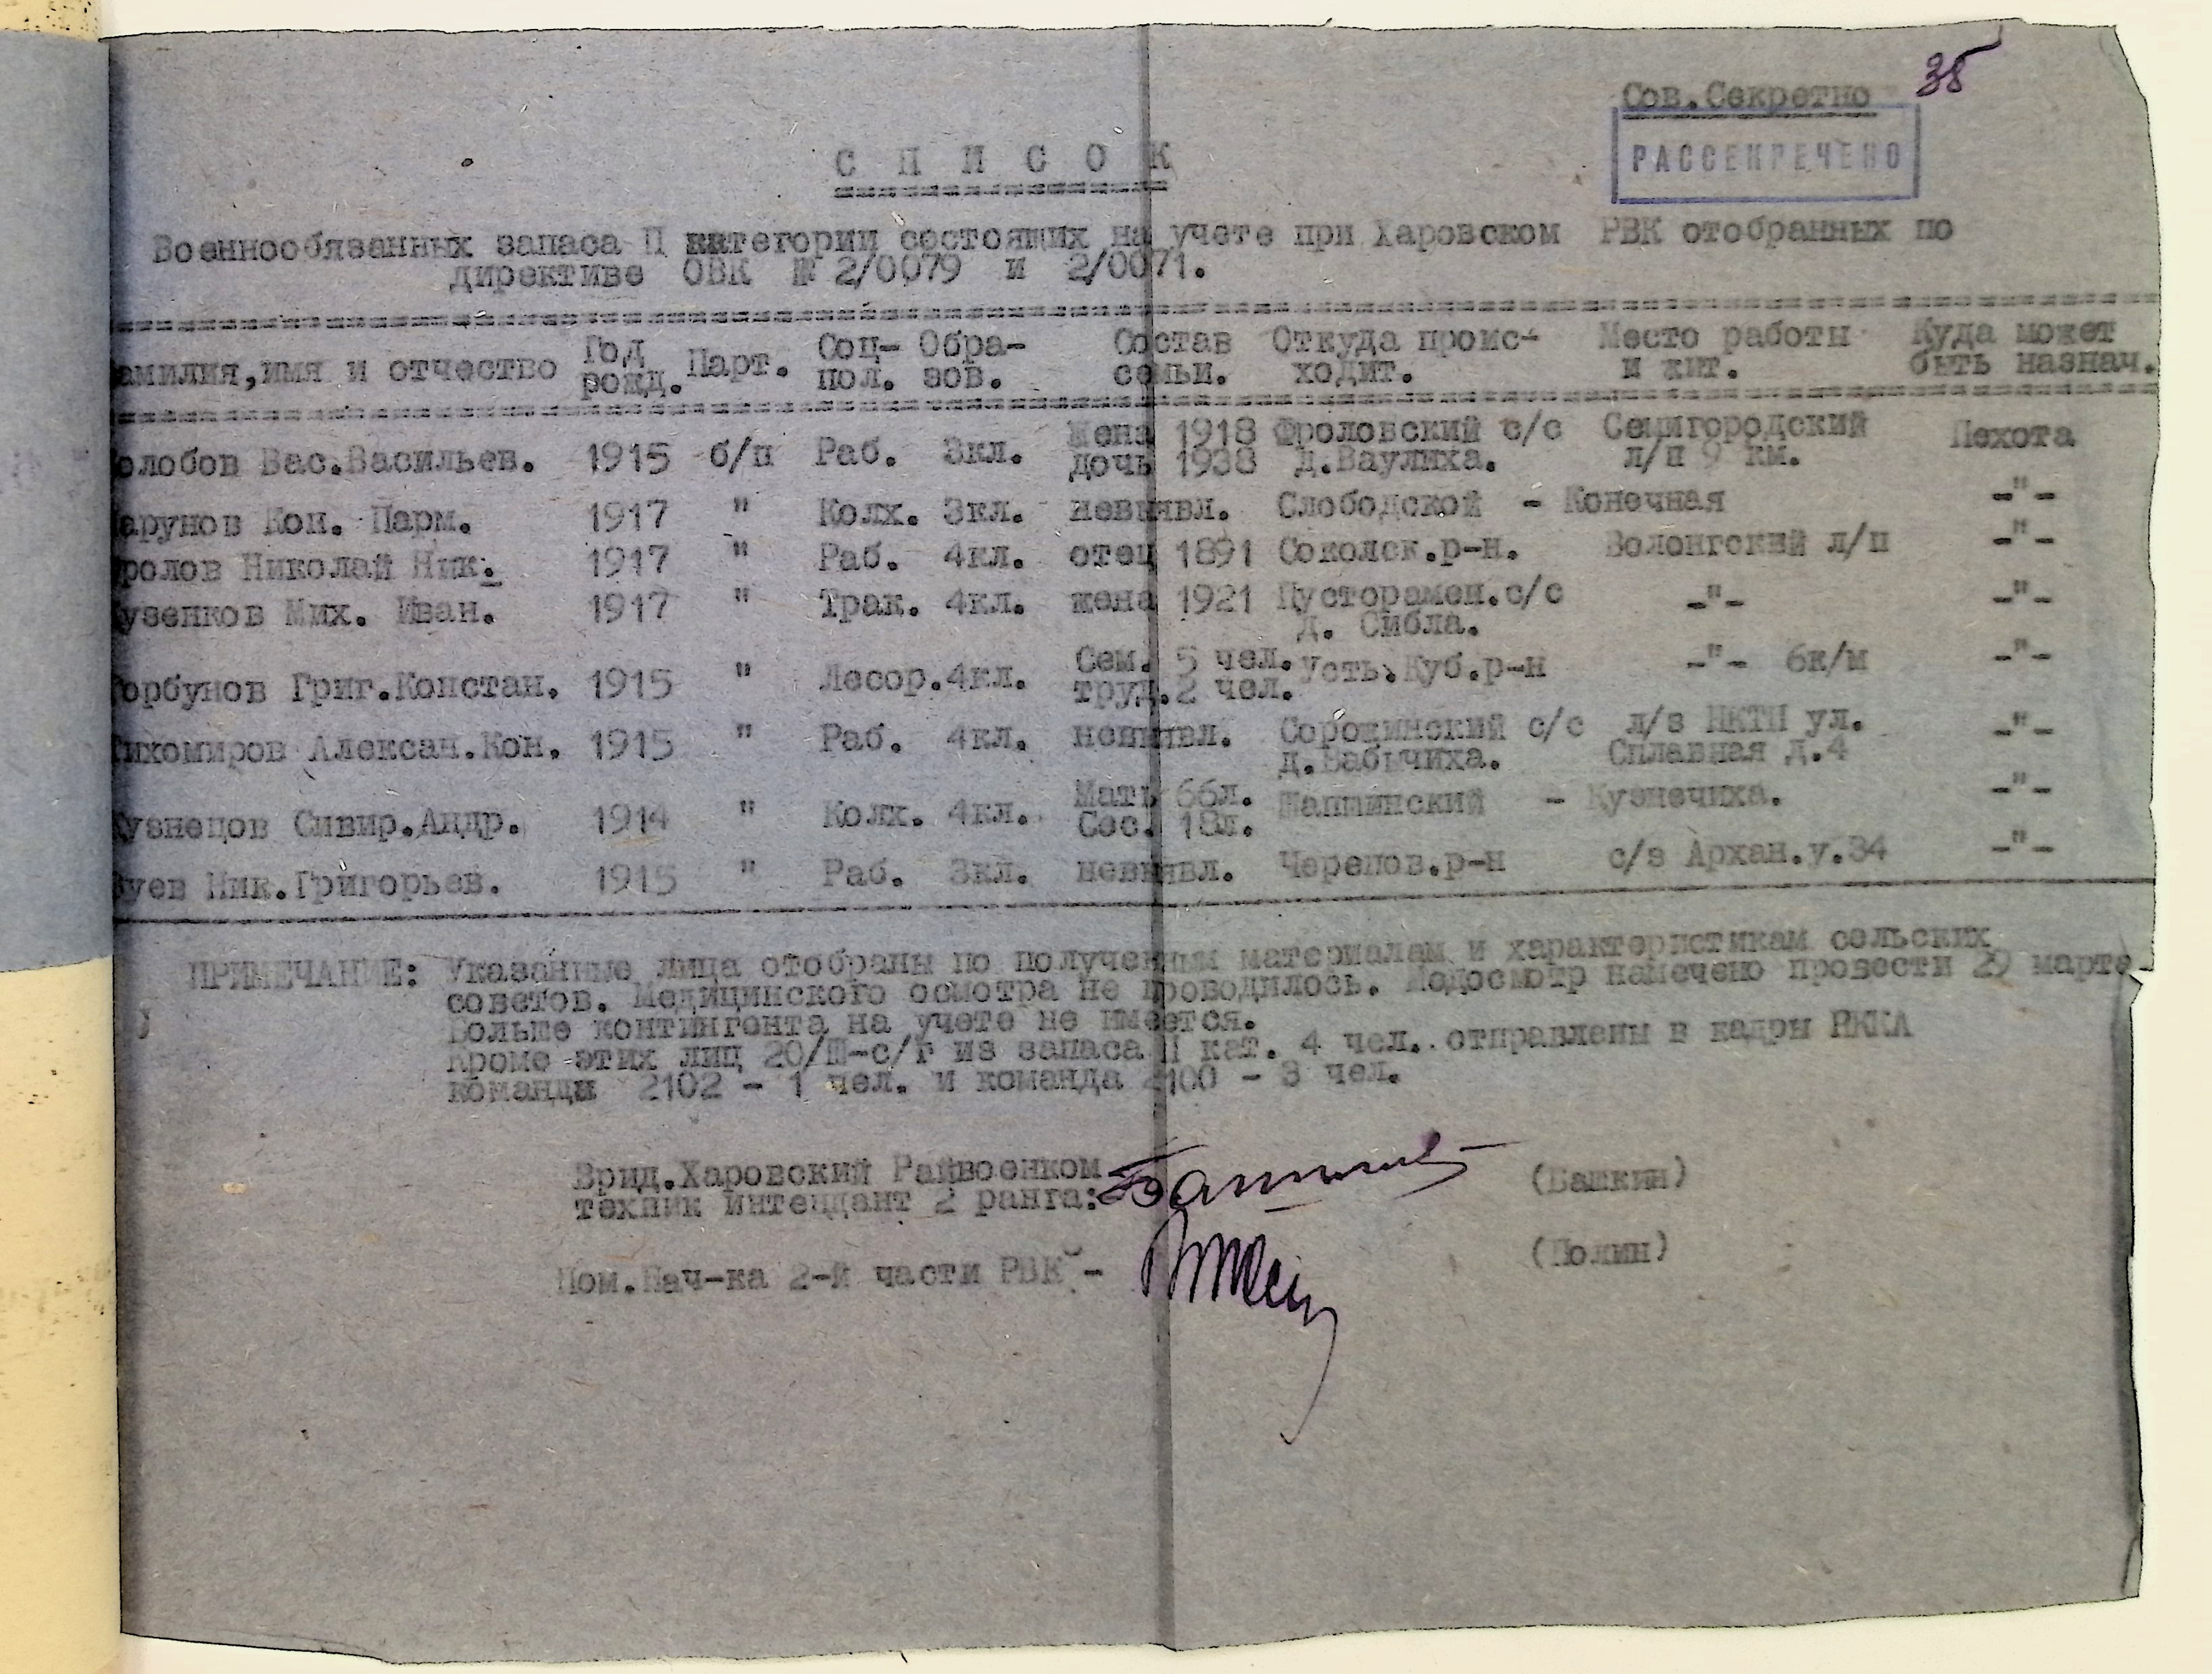 35
Сов.Секретно
РАССЕКРЕЧЕНО
С П И С О К
Военнообязанных запаса II категории состоящих на учете при Харовском РВК отобранных по
директиве ОВК № 2/0079 и 2/0071.
амилия,имя и отчество Год рожд. Парт. Соц-пол. Обра-зов. Состав семьи. Откуда проис-ходит. Место работы и жит. Куда может быть назнач.
олобов Вас.Васильев. 1915 б/п Раб. 3кл. Жена 1918 дочь 1938 Фроловский с/с д.Ваулиха. Семигородский л/п 9 км. Пехота
арунов Кон. Парм. 1917 " Колх. 3кл. невыявл. Слободской - Конечная -"-
ролов Николай Ник. 1917 " Раб. 4кл. отец 1891 Сокольск.р-н. Волонгский л/п -"-
узенков Мих. Иван. 1917 " Трак. 4кл. жена 1921 Пусторамен.с/с д. Сибла. -"- -"-
орбунов Григ.Констан. 1915 " Лесор.4кл. Сем. 5 чел. труд.2 чел. Усть.Куб.р-н -"- 6к/м -"-
ихомиров Алексан.Кон. 1915 " Раб. 4кл. невыявл. Сорожинский с/с д.Бабычиха. л/з НКТП ул. Сплавная д.4 -"-
узнецов Сивир.Андр. 1914 " Колх. 4кл. Мать 66л. Сес. 18л. Шапшинский - Кузнечиха. -"-
уев Ник.Григорьев. 1915 " Раб. 3кл. невыявл. Черепов.р-н с/з Архан.у.34 -"-
ПРИМЕЧАНИЕ: Указанные лица отобраны по полученным материалам и характеристикам сельских
советов. Медицинского осмотра не проводилось. Медосмотр намечено провести 29 марта
Больше контингента на учете не имеется.
Кроме этих лиц 20/Ш-с/г из запаса II кат. 4 чел. отправлены в кадры РККА
команды 2102 - 1 чел. и команда 2100 - 3 чел.
Врид.Харовский Райвоенком
техник Интендант 2 ранга: (Башкин)
Пом.Нач-ка 2-й части РВК - (Полин)